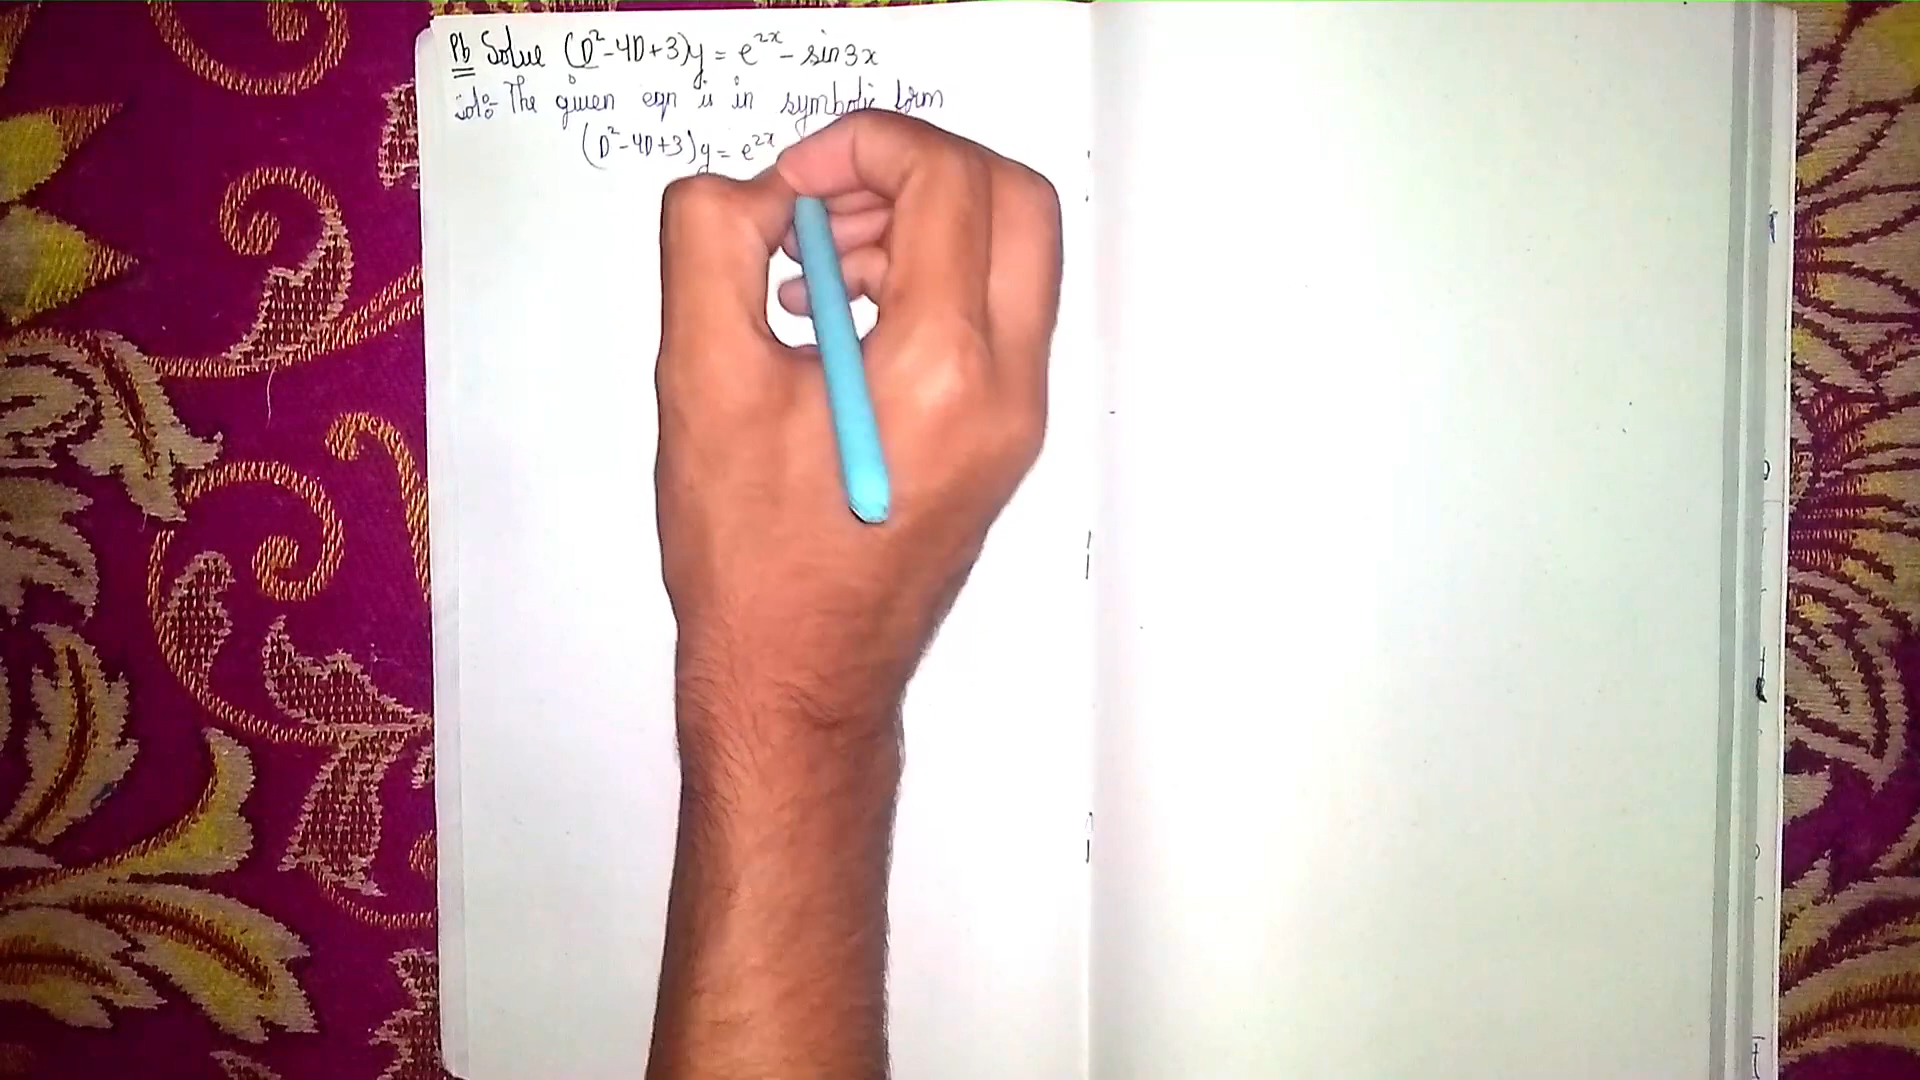 Pb Solve (D²-4D+3)y = e²ˣ - sin3x
sol:- The given eqn is in symbolic form
(D²-4D+3)y = e²ˣ